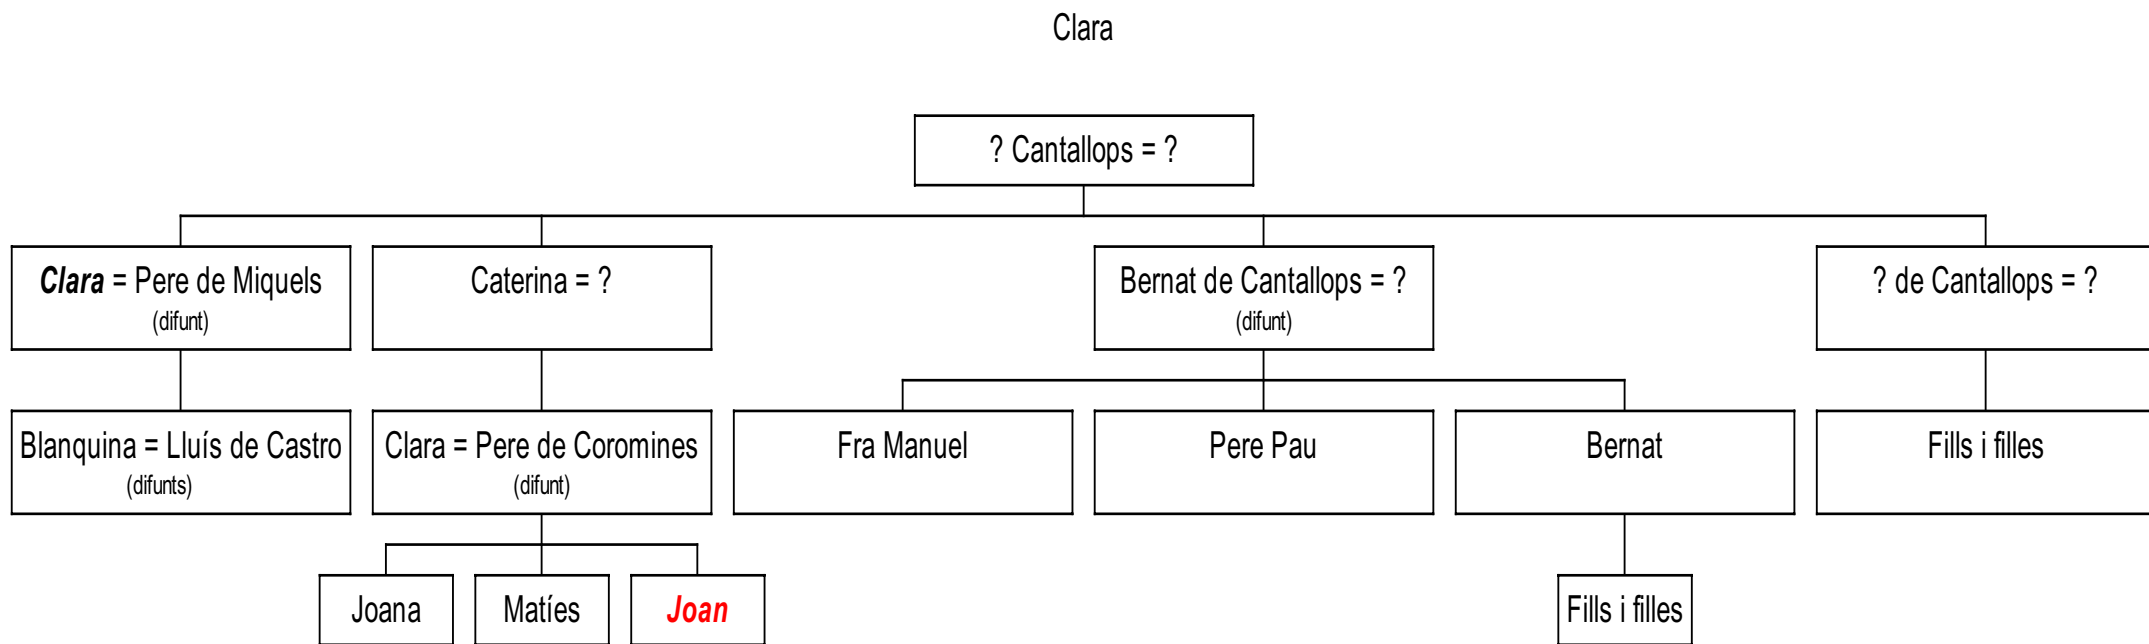 Clara
? Cantallops = ?
Clara = Pere de Miquels
(difunt)
Caterina = ?
Bernat de Cantallops = ?
(difunt)
? de Cantallops = ?
Blanquina = Lluís de Castro
(difunts)
Clara = Pere de Coromines
(difunt)
Fra Manuel
Pere Pau
Bernat
Fills i filles
Joana
Matíes
Joan
Fills i filles